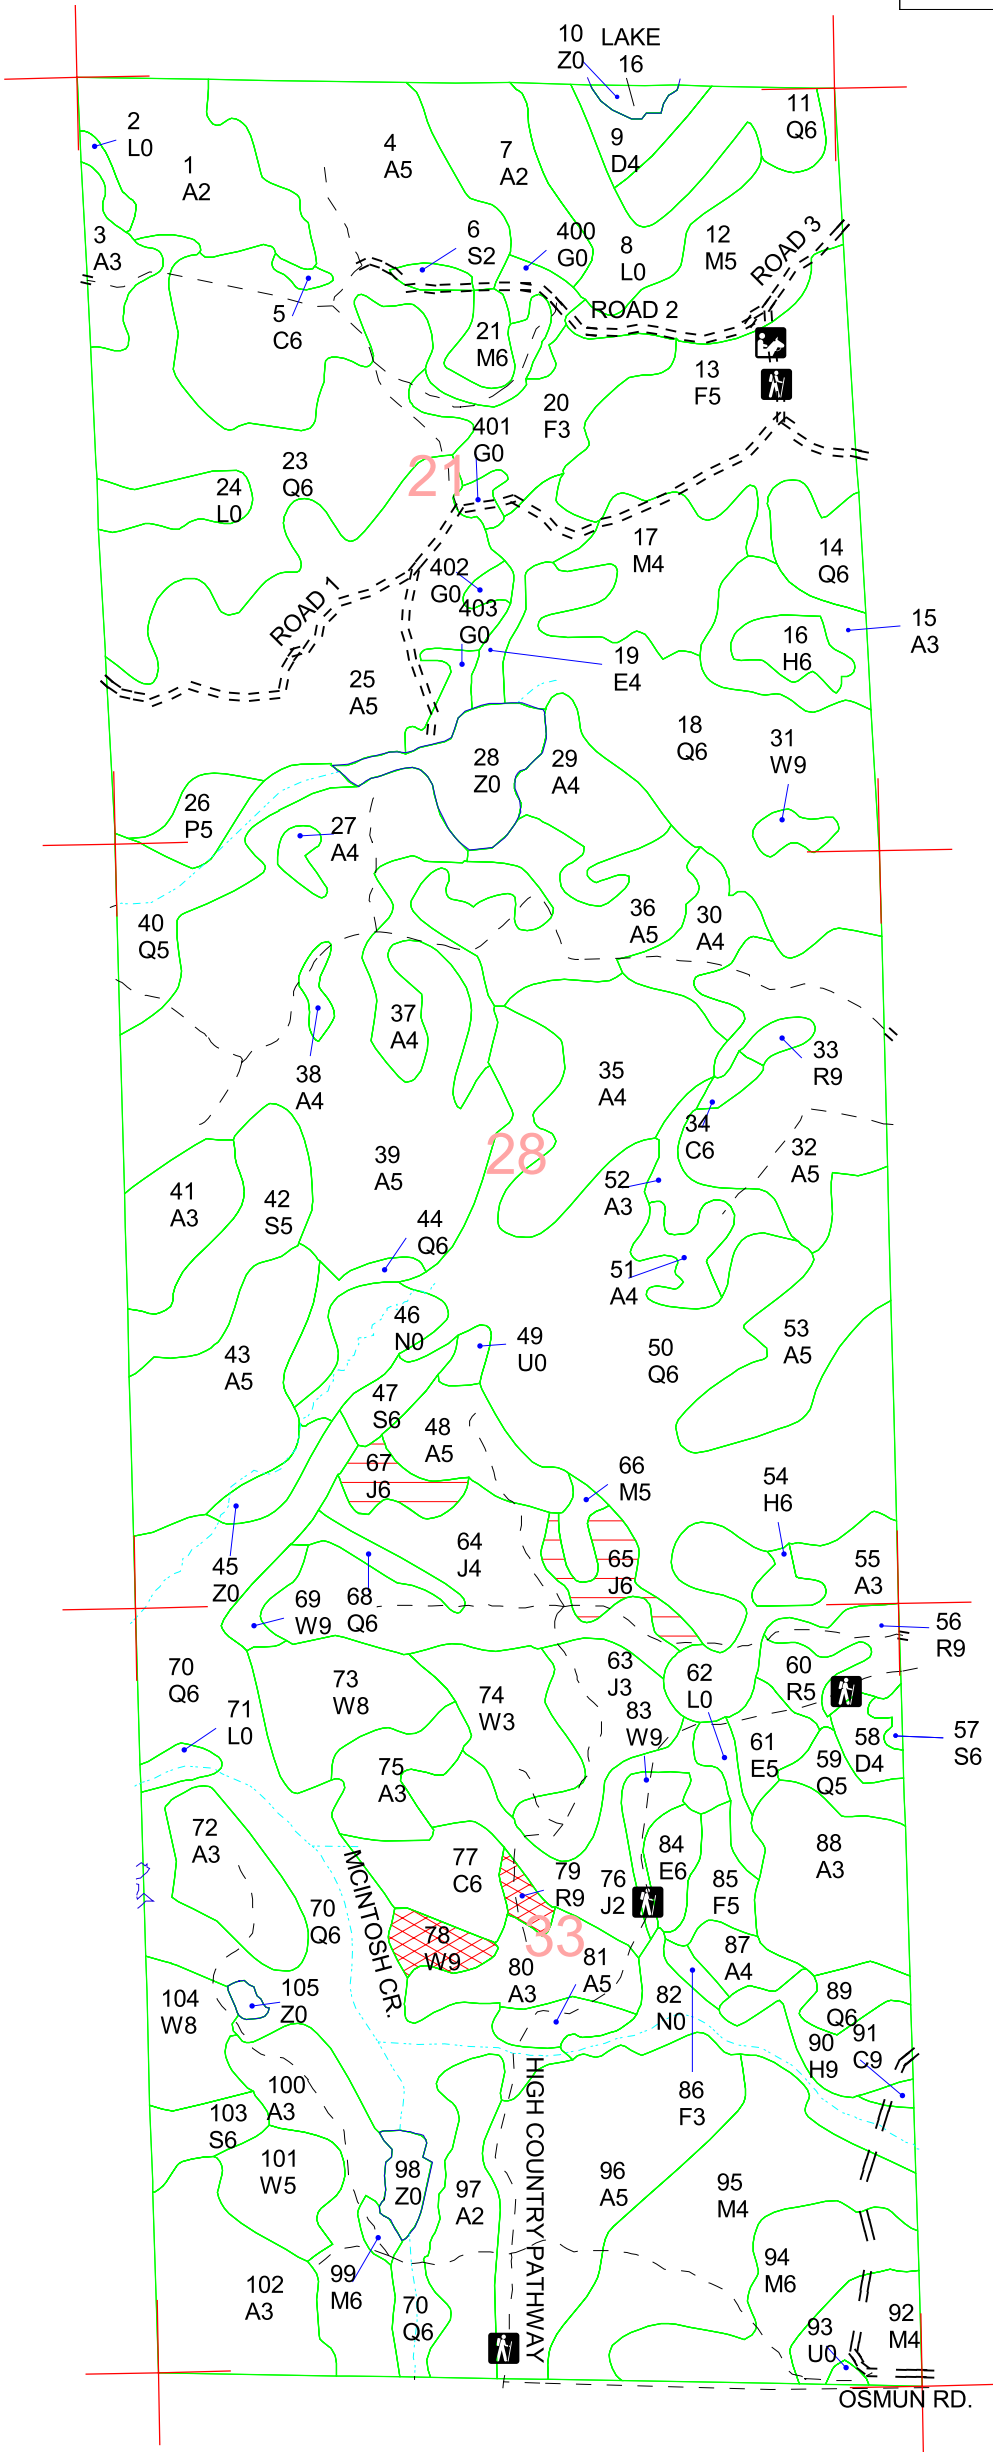 10
Z0
LAKE
16
11
Q6
2
L0
1
A2
4
A5
7
A2
9
D4
3
A3
6
S2
400
G0
8
L0
12
M5
ROAD 3
5
C6
ROAD 2
21
M6
13
F5
20
F3
401
G0
21
23
Q6
24
L0
17
M4
14
Q6
402
G0
403
G0
ROAD 1
15
A3
16
H6
19
E4
25
A5
18
Q6
31
W9
28
Z0
29
A4
26
P5
27
A4
40
Q5
36
A5
30
A4
37
A4
38
A4
35
A4
33
R9
34
C6
32
A5
28
39
A5
41
A3
42
S5
52
A3
44
Q6
51
A4
46
N0
49
U0
50
Q6
53
A5
43
A5
47
S6
48
A5
67
J6
66
M5
54
H6
64
J4
65
J6
55
A3
45
Z0
69
W9
68
Q6
56
R9
70
Q6
73
W8
74
W3
63
J3
62
L0
60
R5
71
L0
83
W9
61
E5
58
D4
57
S6
59
Q5
75
A3
72
A3
77
C6
79
R9
76
J2
84
E6
85
F5
88
A3
MCINTOSH CR.
70
Q6
78
W9
33
80
A3
81
A5
87
A4
104
W8
105
Z0
82
N0
89
Q6
90
H9
91
C9
86
F3
100
A3
103
S6
101
W5
98
Z0
97
A2
HIGH COUNTRY PATHWAY
96
A5
95
M4
94
M6
99
M6
102
A3
70
Q6
93
U0
92
M4
OSMUN RD.